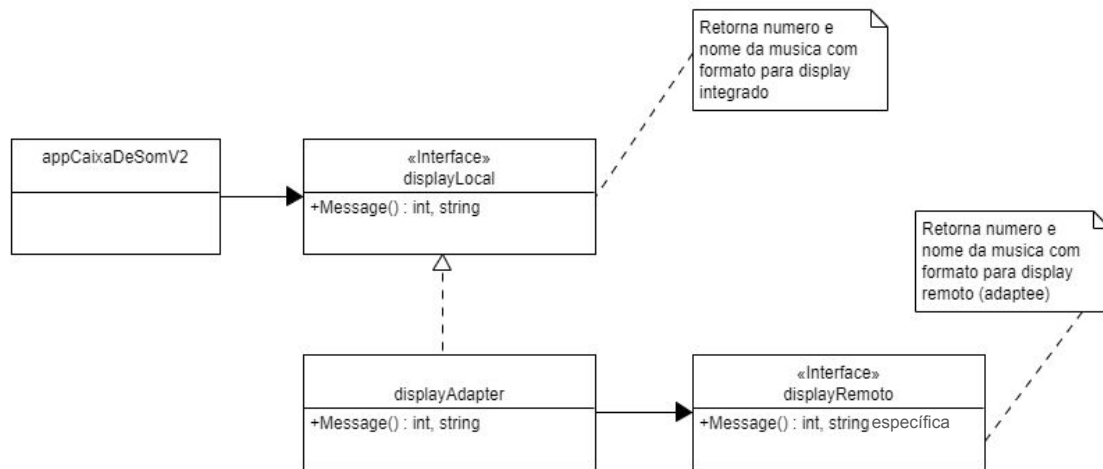 Retorna numero e
nome da musica com
formato para display
integrado
appCaixaDeSomV2
«Interface»
displayLocal
+Message() : int, string
Retorna numero e
nome da musica com
formato para display
remoto (adaptee)
displayAdapter
+Message() : int, string
«Interface»
displayRemoto
+Message() : int, string específica